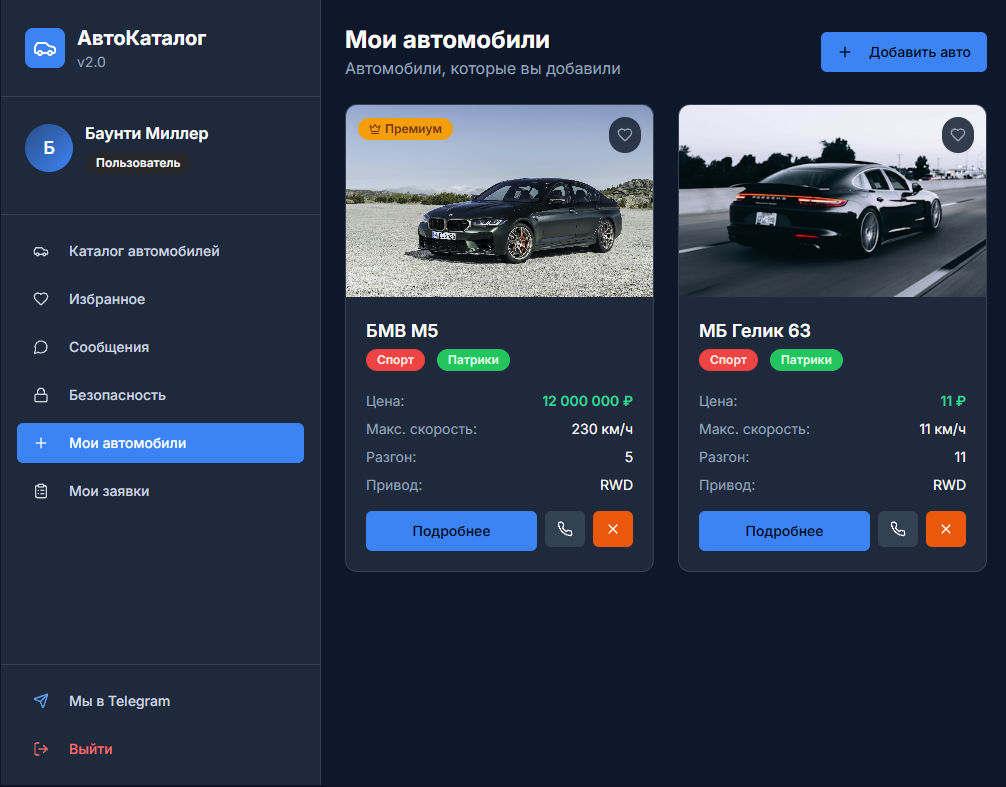 АвтоКаталог
v2.0
Б
Баунти Миллер
Пользователь
Каталог автомобилей
Избранное
Сообщения
Безопасность
Мои автомобили
Мои заявки
Мы в Telegram
Выйти
Мои автомобили
Автомобили, которые вы добавили
Добавить авто
Премиум
БМВ М5
Спорт Патрики
Цена: 12 000 000 ₽
Макс. скорость: 230 км/ч
Разгон: 5
Привод: RWD
Подробнее
PORSCHE
МБ Гелик 63
Спорт Патрики
Цена: 11 ₽
Макс. скорость: 11 км/ч
Разгон: 11
Привод: RWD
Подробнее